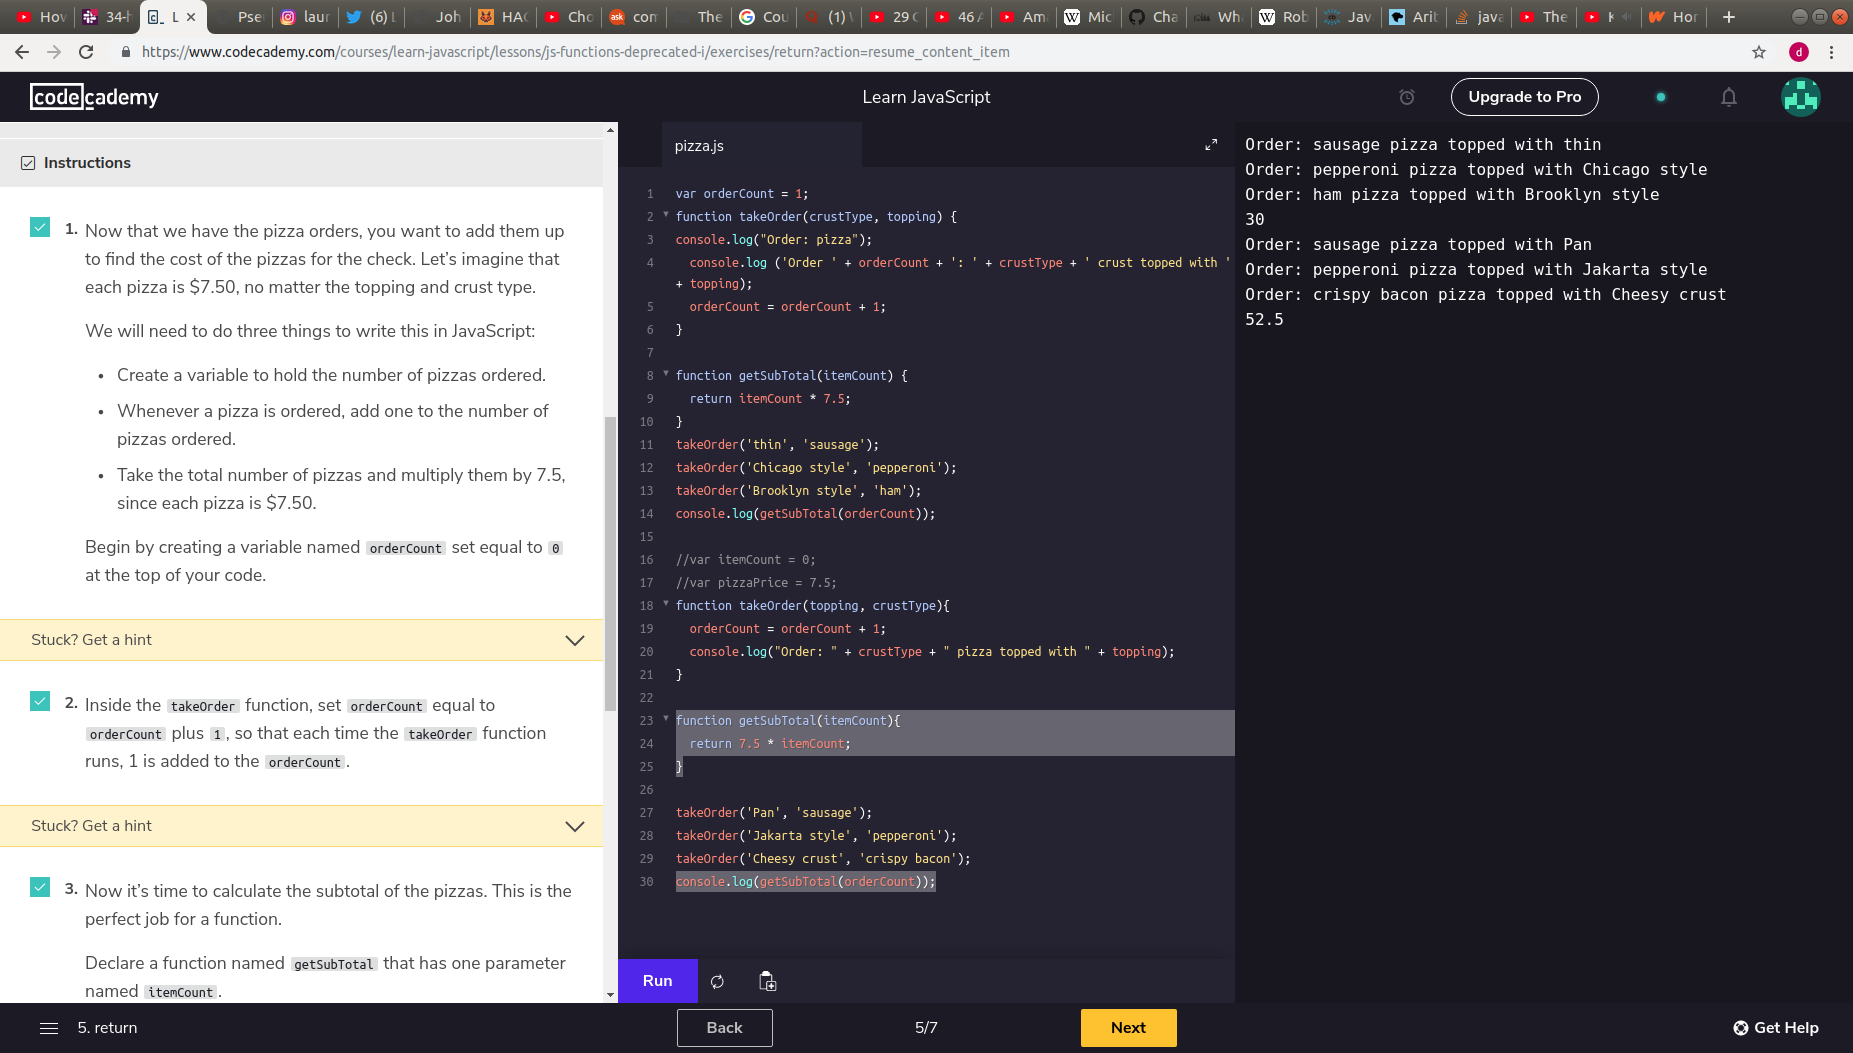 Hov
34-h
L
Pse
laur
(6) L
Joh
HAC
Cho
ask
com
The
Cou
(1)
29 C
46 A
Am
Mic
Cha
Wh
Rob
Jav
Arit
java
The
K
Hor
https://www.codecademy.com/courses/learn-javascript/lessons/js-functions-deprecated-i/exercises/return?action=resume_content_item
d
codecademy
Learn JavaScript
Upgrade to Pro
Instructions
1. Now that we have the pizza orders, you want to add them up
to find the cost of the pizzas for the check. Let's imagine that
each pizza is $7.50, no matter the topping and crust type.
We will need to do three things to write this in JavaScript:
• Create a variable to hold the number of pizzas ordered.
• Whenever a pizza is ordered, add one to the number of
pizzas ordered.
• Take the total number of pizzas and multiply them by 7.5,
since each pizza is $7.50.
Begin by creating a variable named orderCount set equal to 0
at the top of your code.
Stuck? Get a hint
2. Inside the takeOrder function, set orderCount equal to
orderCount plus 1, so that each time the takeOrder function
runs, 1 is added to the orderCount.
Stuck? Get a hint
3. Now it's time to calculate the subtotal of the pizzas. This is the
perfect job for a function.
Declare a function named getSubTotal that has one parameter
named itemCount.
pizza.js
1 var orderCount = 1;
2 function takeOrder(crustType, topping) {
3 console.log("Order: pizza");
4 console.log ('Order ' + orderCount + ': ' + crustType + ' crust topped with '
+ topping);
5 orderCount = orderCount + 1;
6 }
7
8 function getSubTotal(itemCount) {
9 return itemCount * 7.5;
10 }
11 takeOrder('thin', 'sausage');
12 takeOrder('Chicago style', 'pepperoni');
13 takeOrder('Brooklyn style', 'ham');
14 console.log(getSubTotal(orderCount));
15
16 //var itemCount = 0;
17 //var pizzaPrice = 7.5;
18 function takeOrder(topping, crustType){
19 orderCount = orderCount + 1;
20 console.log("Order: " + crustType + " pizza topped with " + topping);
21 }
22
23 function getSubTotal(itemCount){
24 return 7.5 * itemCount;
25 }
26
27 takeOrder('Pan', 'sausage');
28 takeOrder('Jakarta style', 'pepperoni');
29 takeOrder('Cheesy crust', 'crispy bacon');
30 console.log(getSubTotal(orderCount));
Run
Order: sausage pizza topped with thin
Order: pepperoni pizza topped with Chicago style
Order: ham pizza topped with Brooklyn style
30
Order: sausage pizza topped with Pan
Order: pepperoni pizza topped with Jakarta style
Order: crispy bacon pizza topped with Cheesy crust
52.5
5. return
Back
5/7
Next
Get Help